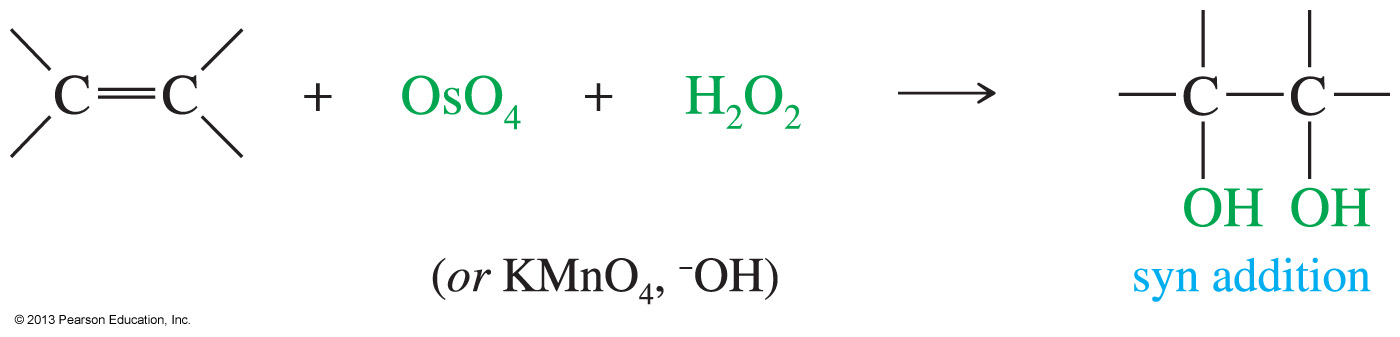 C=C + OsO₄ + H₂O₂ → —C—C—
OH OH
(or KMnO₄, ⁻OH) syn addition
© 2013 Pearson Education, Inc.